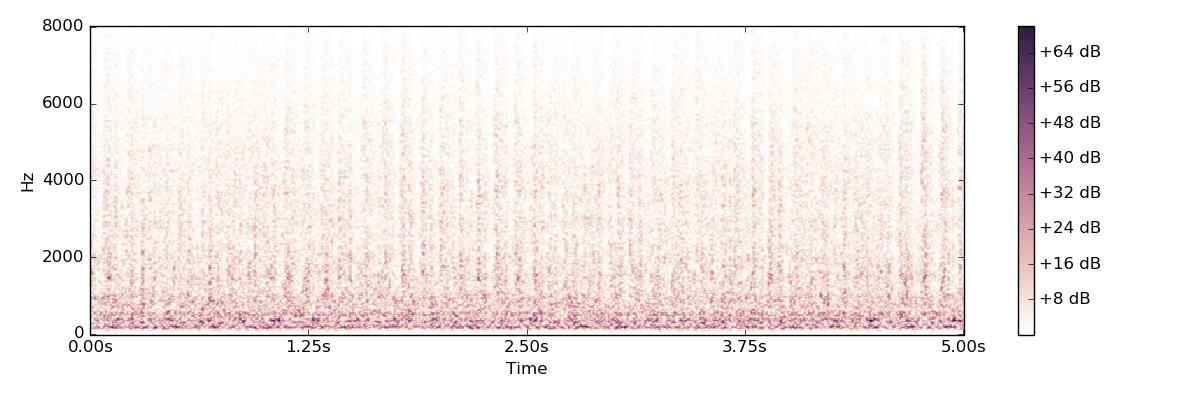 8000
6000
4000
2000
0
Hz
0.00s 1.25s 2.50s 3.75s 5.00s
Time
+64 dB
+56 dB
+48 dB
+40 dB
+32 dB
+24 dB
+16 dB
+8 dB